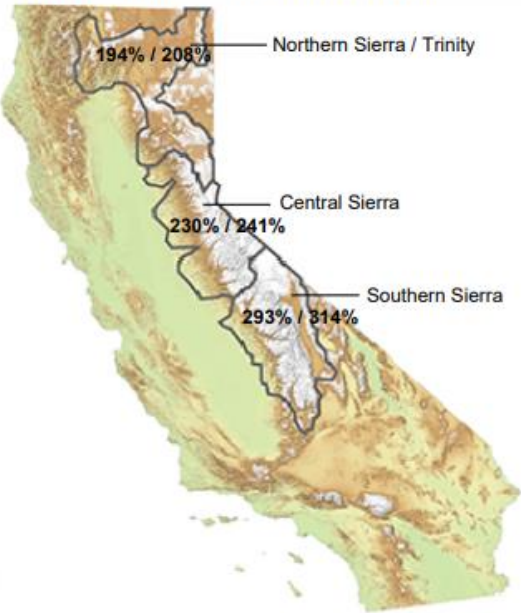 Northern Sierra / Trinity
194% / 208%
Central Sierra
230% / 241%
Southern Sierra
293% / 314%